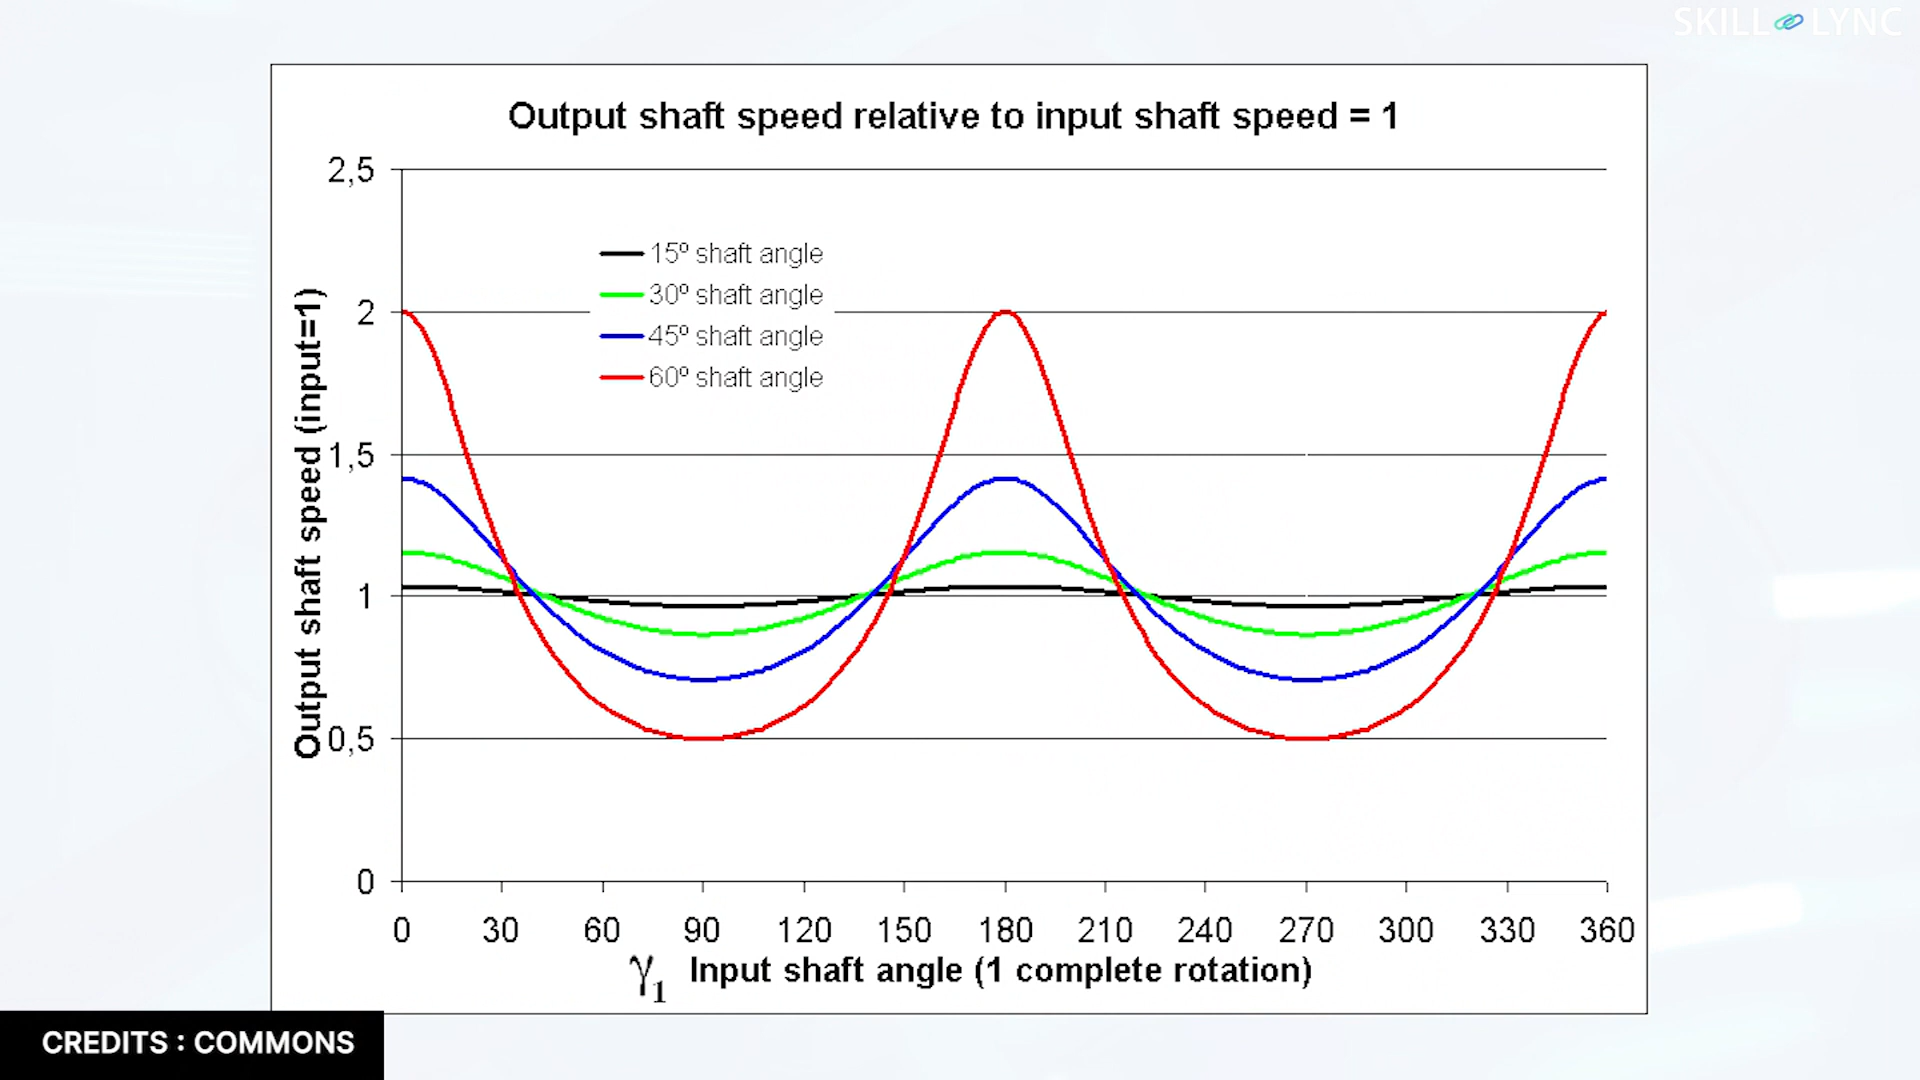 SKILL LYNC
Output shaft speed relative to input shaft speed = 1
2,5
2
1,5
1
0,5
0
Output shaft speed (input=1)
15º shaft angle
30º shaft angle
45º shaft angle
60º shaft angle
0 30 60 90 120 150 180 210 240 270 300 330 360
γ1 Input shaft angle (1 complete rotation)
CREDITS : COMMONS